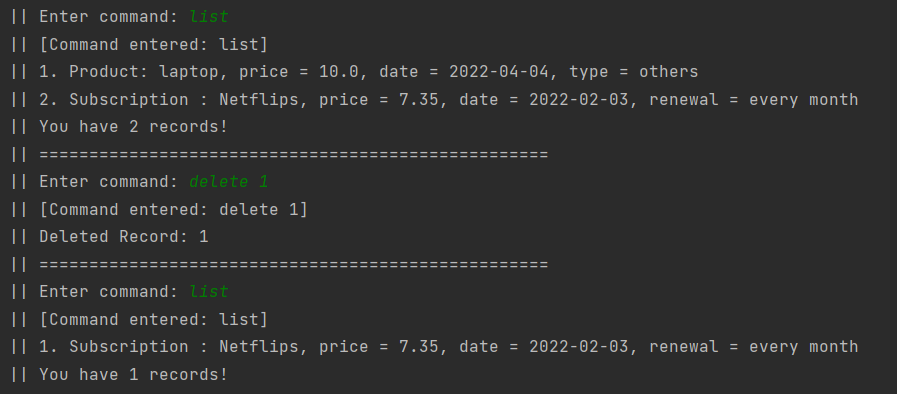 || Enter command: list
|| [Command entered: list]
|| 1. Product: laptop, price = 10.0, date = 2022-04-04, type = others
|| 2. Subscription : Netflips, price = 7.35, date = 2022-02-03, renewal = every month
|| You have 2 records!
|| ===================================================
|| Enter command: delete 1
|| [Command entered: delete 1]
|| Deleted Record: 1
|| ===================================================
|| Enter command: list
|| [Command entered: list]
|| 1. Subscription : Netflips, price = 7.35, date = 2022-02-03, renewal = every month
|| You have 1 records!